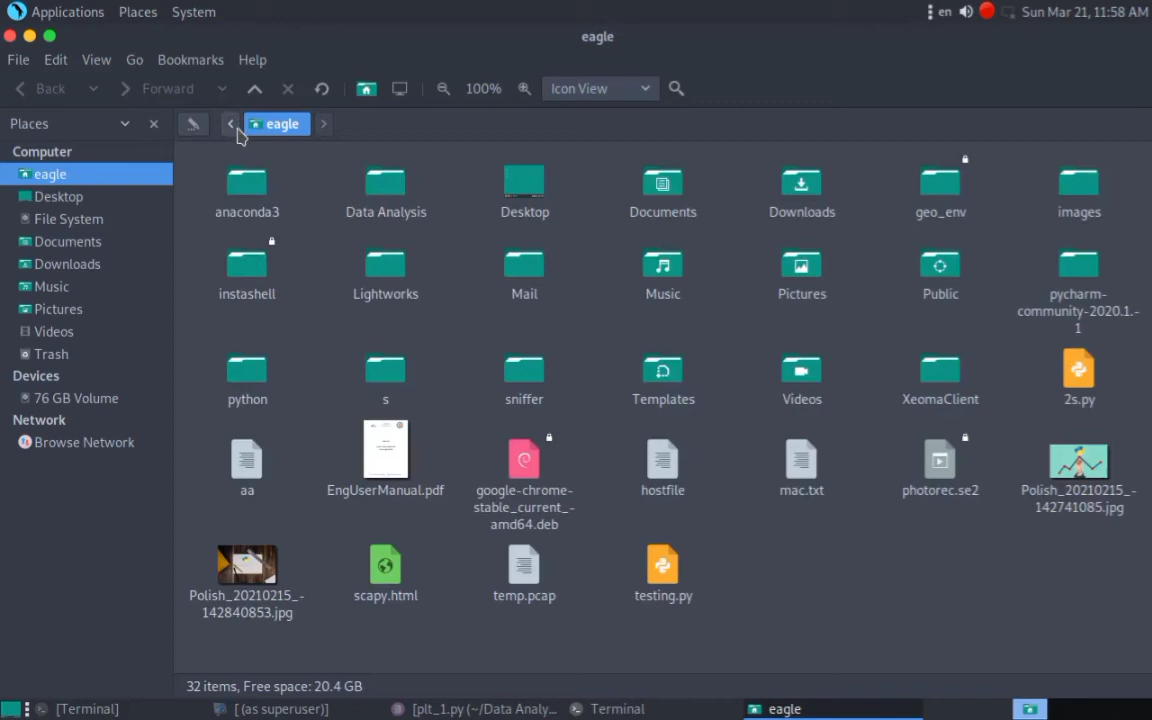 Applications Places System en Sun Mar 21, 11:58 AM
eagle
File Edit View Go Bookmarks Help
Back Forward 100% Icon View
Places eagle
Computer
eagle
Desktop
File System
Documents
Downloads
Music
Pictures
Videos
Trash
Devices
76 GB Volume
Network
Browse Network
anaconda3 Data Analysis Desktop Documents Downloads geo_env images
instashell Lightworks Mail Music Pictures Public pycharm-
community-2020.1.-
1
python s sniffer Templates Videos XeomaClient 2s.py
aa EngUserManual.pdf google-chrome- hostfile mac.txt photorec.se2 Polish_20210215_-
stable_current_- 142741085.jpg
amd64.deb
Polish_20210215_- scapy.html temp.pcap testing.py
142840853.jpg
32 items, Free space: 20.4 GB
[Terminal] [(as superuser)] [plt_1.py (~/Data Analy... Terminal eagle